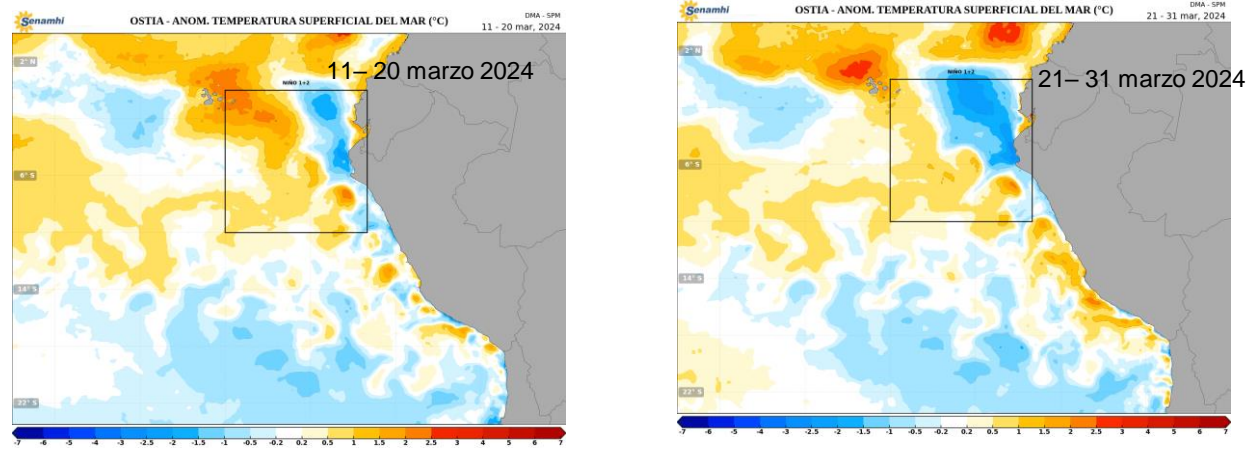 Senamhi
OSTIA - ANOM. TEMPERATURA SUPERFICIAL DEL MAR (°C)
DMA - SPM
11 - 20 mar, 2024
11– 20 marzo 2024
NIÑO 1+2
2° N
6° S
14° S
22° S
-7 -6 -5 -4 -3 -2.5 -2 -1.5 -1 -0.5 -0.2 0.2 0.5 1 1.5 2 2.5 3 4 5 6 7
Senamhi
OSTIA - ANOM. TEMPERATURA SUPERFICIAL DEL MAR (°C)
DMA - SPM
21 - 31 mar, 2024
21– 31 marzo 2024
NIÑO 1+2
2° N
6° S
14° S
22° S
-7 -6 -5 -4 -3 -2.5 -2 -1.5 -1 -0.5 -0.2 0.2 0.5 1 1.5 2 2.5 3 4 5 6 7